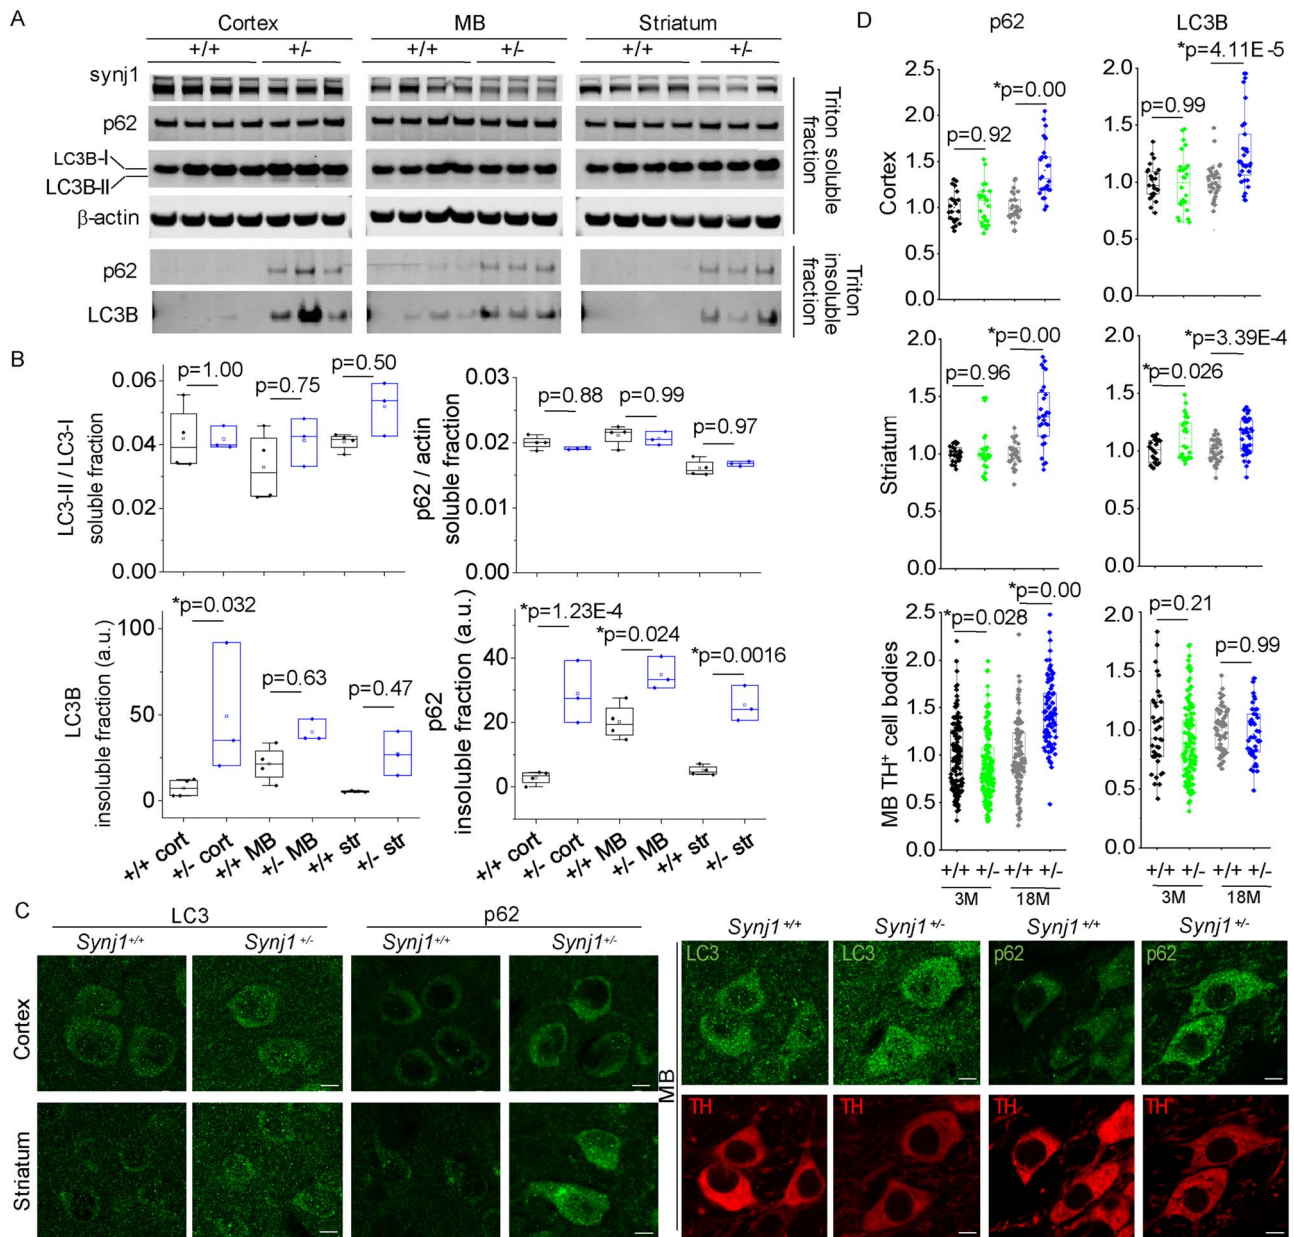 A
Cortex
MB
Striatum
+/+
+/-
+/+
+/-
+/+
+/-
synj1
p62
LC3B-I
LC3B-II
β-actin
p62
LC3B
Triton soluble
fraction
Triton
insoluble
fraction
B
LC3-II / LC3-I
soluble fraction
0.06
0.04
0.02
0.00
p=1.00
p=0.75
p=0.50
p62 / actin
soluble fraction
0.03
0.02
0.01
0.00
p=0.88
p=0.99
p=0.97
LC3B
insoluble fraction (a.u.)
100
50
0
*p=0.032
p=0.63
p=0.47
+/+ cort
+/- cort
+/+ MB
+/- MB
+/+ str
+/- str
p62
insoluble fraction (a.u.)
40
20
0
*p=1.23E-4
*p=0.024
*p=0.0016
+/+ cort
+/- cort
+/+ MB
+/- MB
+/+ str
+/- str
C
LC3
p62
Synj1+/+
Synj1+/-
Synj1+/+
Synj1+/-
Cortex
Striatum
MB
Synj1+/+
Synj1+/-
Synj1+/+
Synj1+/-
LC3
LC3
p62
p62
TH
TH
TH
TH
D
p62
LC3B
Cortex
2.5
2.0
1.5
1.0
0.5
0.0
p=0.92
*p=0.00
2.0
1.5
1.0
0.5
0.0
p=0.99
*p=4.11E-5
Striatum
2.0
1.5
1.0
0.5
0.0
p=0.96
*p=0.00
2.0
1.5
1.0
0.5
0.0
*p=0.026
*p=3.39E-4
MB TH+ cell bodies
2.5
2.0
1.5
1.0
0.5
0.0
*p=0.028
*p=0.00
2.0
1.5
1.0
0.5
0.0
p=0.21
p=0.99
+/+ +/- +/+ +/-
3M 18M
+/+ +/- +/+ +/-
3M 18M